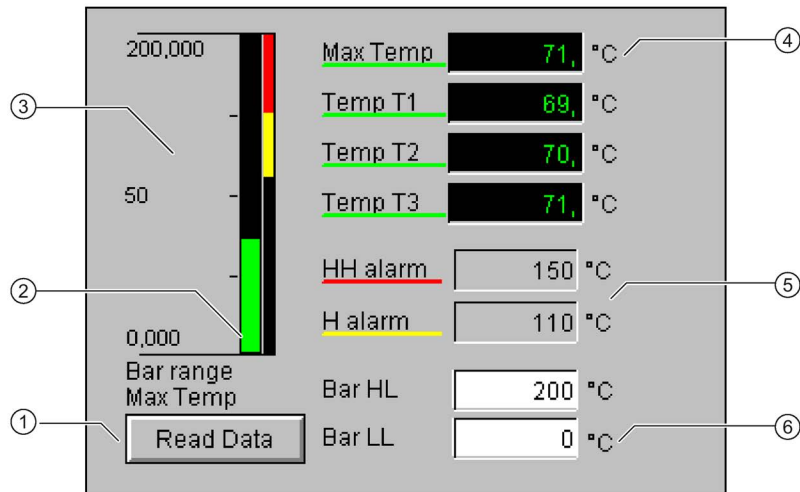 200,000
50
0,000
Bar range
Max Temp
Read Data
Max Temp 71, °C
Temp T1 69, °C
Temp T2 70, °C
Temp T3 71, °C
HH alarm 150 °C
H alarm 110 °C
Bar HL 200 °C
Bar LL 0 °C
3
2
1
4
5
6